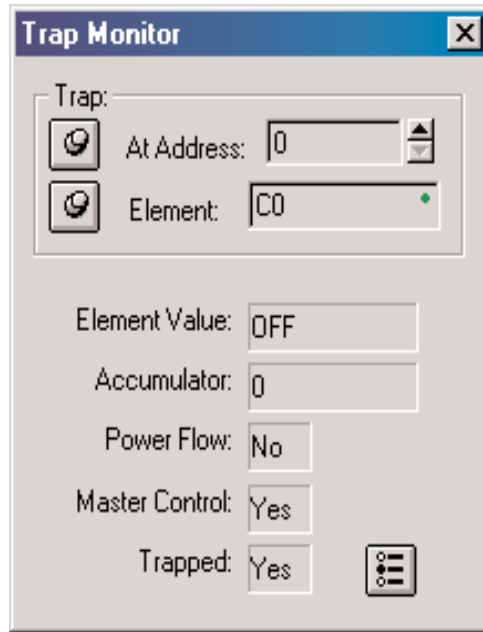 Trap Monitor
Trap:
At Address: 0
Element: C0
Element Value: OFF
Accumulator: 0
Power Flow: No
Master Control: Yes
Trapped: Yes